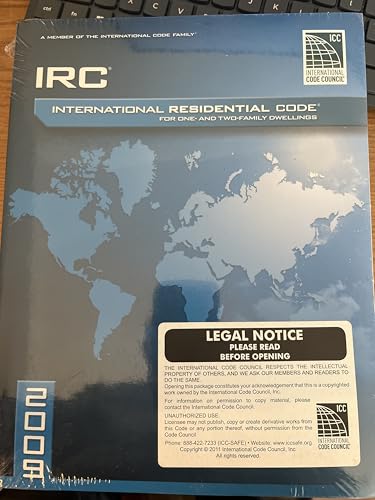 A MEMBER OF THE INTERNATIONAL CODE FAMILY®
ICC
INTERNATIONAL
CODE COUNCIL®
IRC®
INTERNATIONAL RESIDENTIAL CODE®
FOR ONE- AND TWO-FAMILY DWELLINGS
LEGAL NOTICE
PLEASE READ
BEFORE OPENING
THE INTERNATIONAL CODE COUNCIL RESPECTS THE INTELLECTUAL
PROPERTY OF OTHERS, AND WE ASK OUR MEMBERS AND READERS TO
DO THE SAME.
Opening this package constitutes your acknowledgement that this is a copyrighted
work owned by the International Code Council.
For information on permission to copy material, please
contact the International Code Council.
UNAUTHORIZED USE:
Licensee may not publish, copy or create derivative works from
this Code or any portion thereof, without permission from the
Code Council.
Phone: 888-422-7233 (ICC-SAFE) • Website: www.iccsafe.org
Copyright © 2011 International Code Council Inc.
All rights reserved.
ICC
INTERNATIONAL
CODE COUNCIL
2009